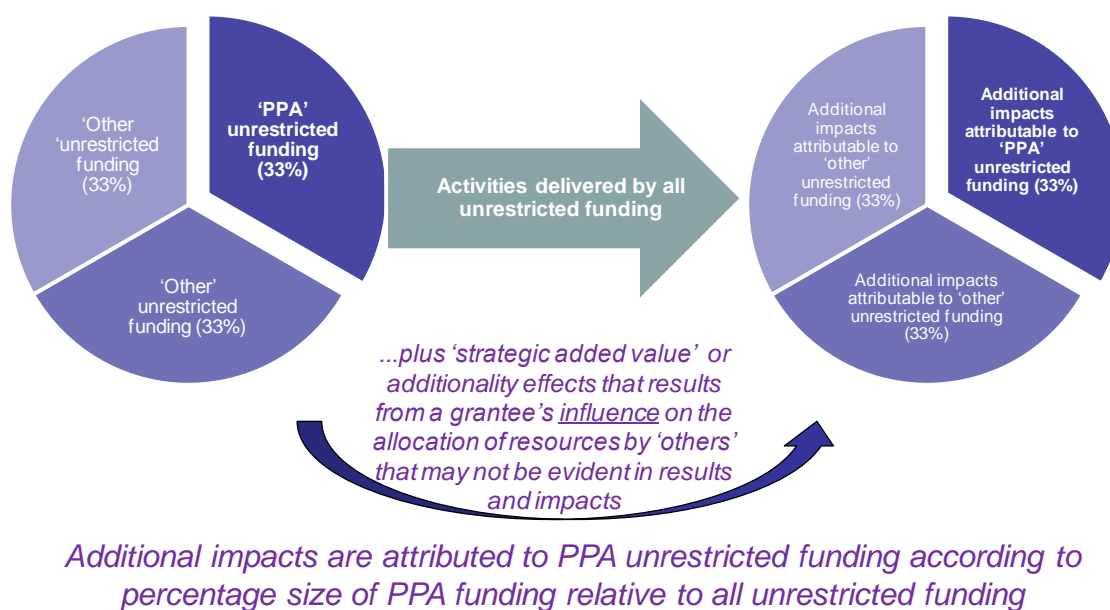 ‘PPA’
unrestricted
funding
(33%)
‘Other
‘unrestricted
funding
(33%)
‘Other’
unrestricted
funding (33%)
Activities delivered by all
unrestricted funding
Additional
impacts
attributable to
‘PPA’
unrestricted
funding (33%)
Additional
impacts
attributable to
‘other’
unrestricted
funding (33%)
Additional impacts
attributable to ‘other’
unrestricted funding
(33%)
...plus ‘strategic added value’ or
additionality effects that results
from a grantee’s influence on the
allocation of resources by ‘others’
that may not be evident in results
and impacts
Additional impacts are attributed to PPA unrestricted funding according to
percentage size of PPA funding relative to all unrestricted funding